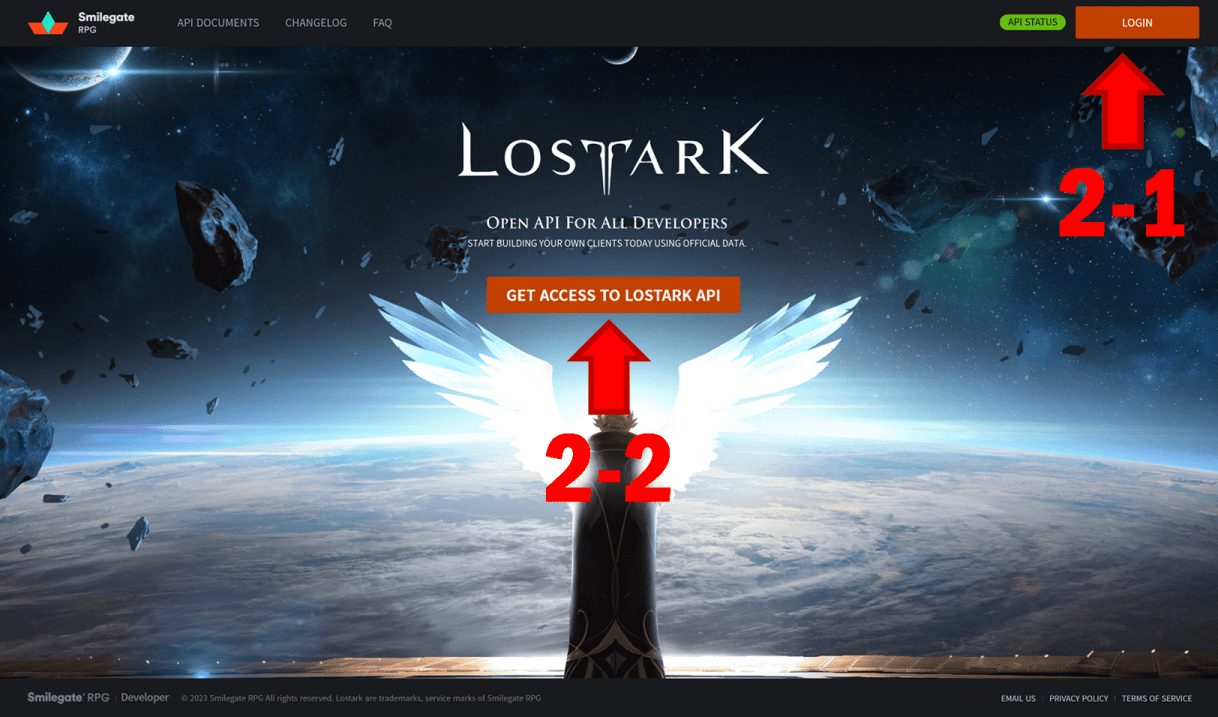 Smilegate
RPG
API DOCUMENTS
CHANGELOG
FAQ
API STATUS
LOGIN
2-1
LOSTARK
OPEN API FOR ALL DEVELOPERS
START BUILDING YOUR OWN CLIENTS TODAY USING OFFICIAL DATA.
GET ACCESS TO LOSTARK API
2-2
Smilegate RPG | Developer
© 2023 Smilegate RPG All rights reserved. Lostark are trademarks, service marks of Smilegate RPG
EMAIL US | PRIVACY POLICY | TERMS OF SERVICE